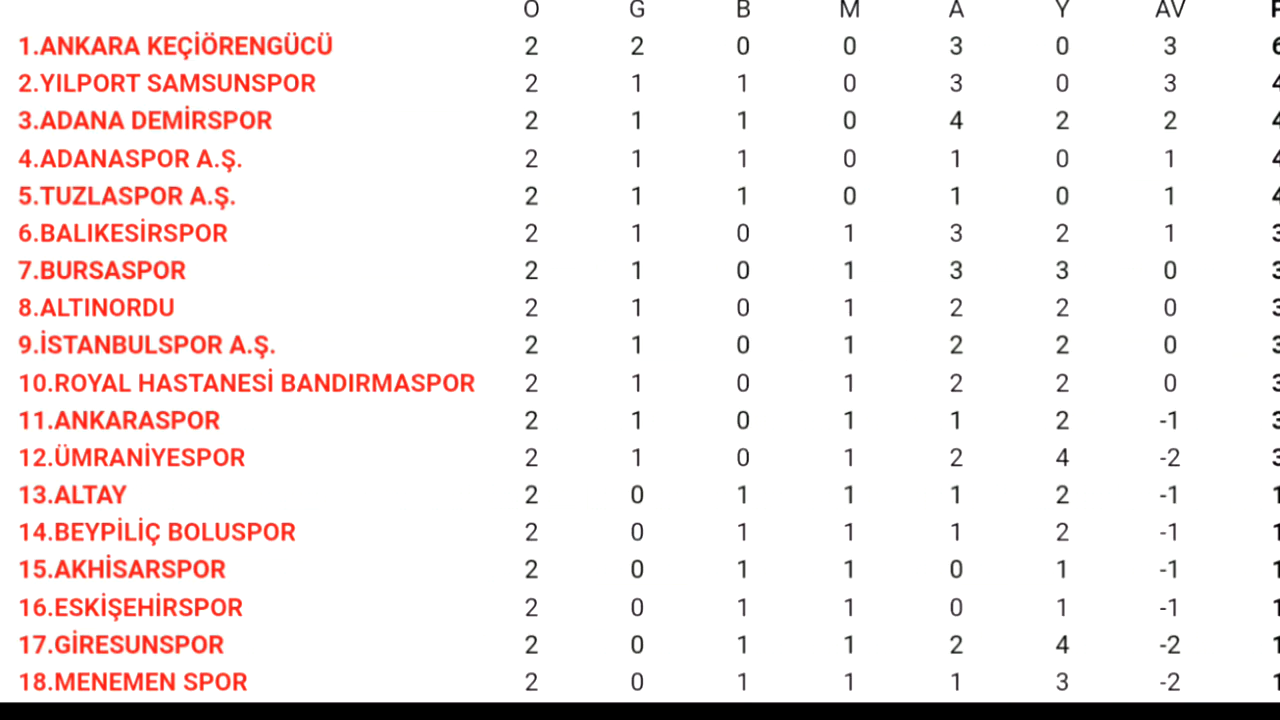 O G B M A Y AV
1.ANKARA KEÇİÖRENGÜCÜ 2 2 0 0 3 0 3 6
2.YILPORT SAMSUNSPOR 2 1 1 0 3 0 3 4
3.ADANA DEMİRSPOR 2 1 1 0 4 2 2 4
4.ADANASPOR A.Ş. 2 1 1 0 1 0 1 4
5.TUZLASPOR A.Ş. 2 1 1 0 1 0 1 4
6.BALIKESİRSPOR 2 1 0 1 3 2 1 3
7.BURSASPOR 2 1 0 1 3 3 0 3
8.ALTINORDU 2 1 0 1 2 2 0 3
9.İSTANBULSPOR A.Ş. 2 1 0 1 2 2 0 3
10.ROYAL HASTANESİ BANDIRMASPOR 2 1 0 1 2 2 0 3
11.ANKARASPOR 2 1 0 1 1 2 -1 3
12.ÜMRANİYESPOR 2 1 0 1 2 4 -2 3
13.ALTAY 2 0 1 1 1 2 -1 1
14.BEYPİLİÇ BOLUSPOR 2 0 1 1 1 2 -1 1
15.AKHİSARSPOR 2 0 1 1 0 1 -1 1
16.ESKİŞEHİRSPOR 2 0 1 1 0 1 -1 1
17.GİRESUNSPOR 2 0 1 1 2 4 -2 1
18.MENEMEN SPOR 2 0 1 1 1 3 -2 1